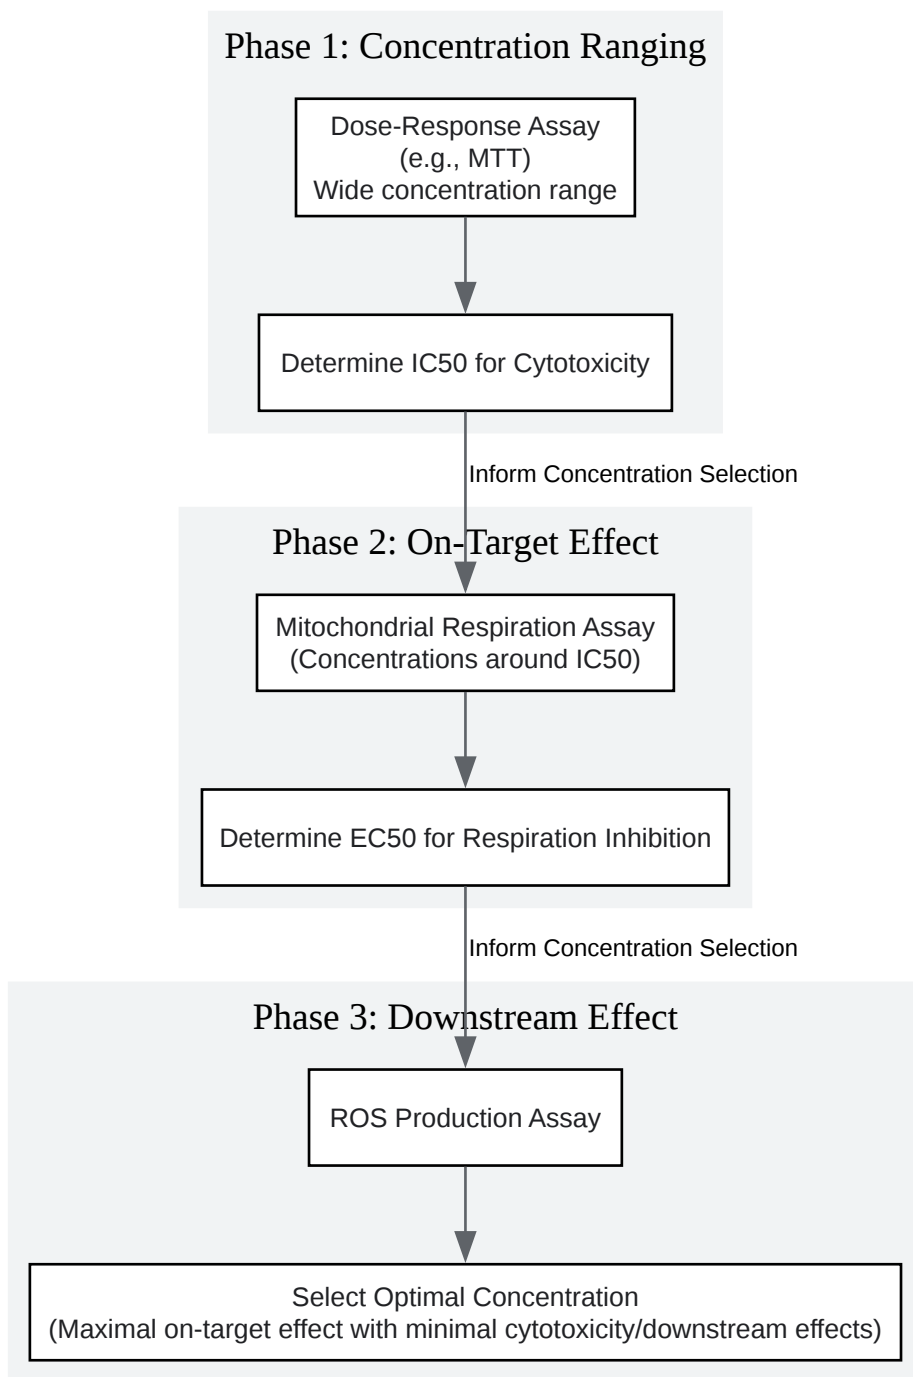 Phase 1: Concentration Ranging
Dose-Response Assay
(e.g., MTT)
Wide concentration range
Determine IC50 for Cytotoxicity
Inform Concentration Selection
Phase 2: On-Target Effect
Mitochondrial Respiration Assay
(Concentrations around IC50)
Determine EC50 for Respiration Inhibition
Inform Concentration Selection
Phase 3: Downstream Effect
ROS Production Assay
Select Optimal Concentration
(Maximal on-target effect with minimal cytotoxicity/downstream effects)